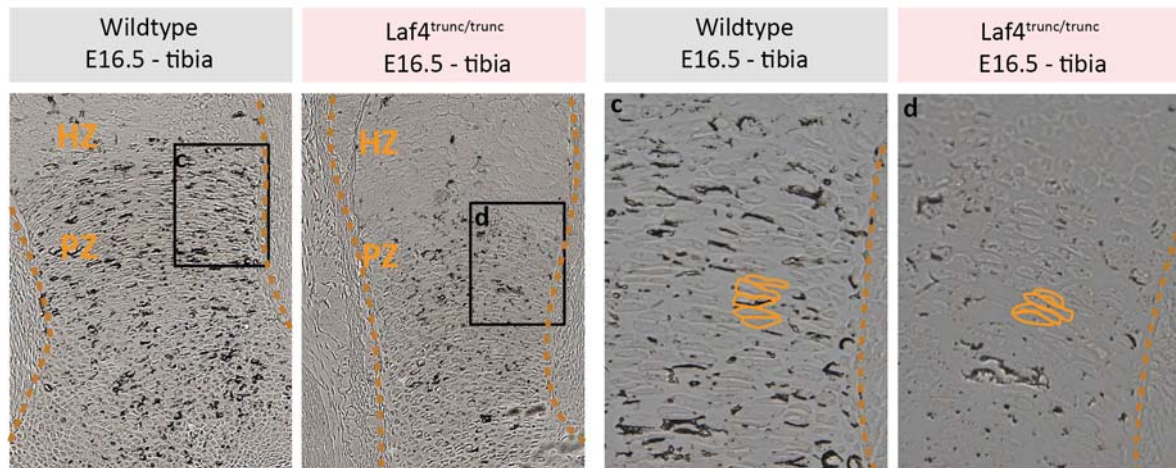 Wildtype
E16.5 - tibia
Laf4trunc/trunc
E16.5 - tibia
Wildtype
E16.5 - tibia
Laf4trunc/trunc
E16.5 - tibia
HZ
PZ
c
HZ
PZ
d
c
d